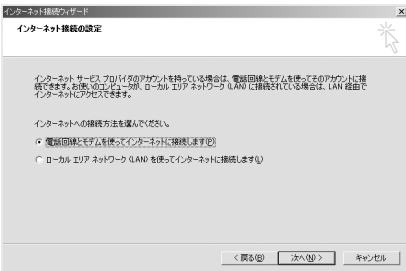 インターネット接続ウィザード
インターネット接続の設定
インターネット サービス プロバイダのアカウントを持っている場合は、電話回線とモデムを使ってそのアカウントに接
続できます。お使いのコンピュータが、ローカル エリア ネットワーク (LAN) に接続されている場合は、LAN 経由で
インターネットにアクセスできます。
インターネットへの接続方法を選んでください。
電話回線とモデムを使ってインターネットに接続します(P)
ローカル エリア ネットワーク (LAN) を使ってインターネットに接続します(L)
< 戻る(B) 次へ(N) > キャンセル